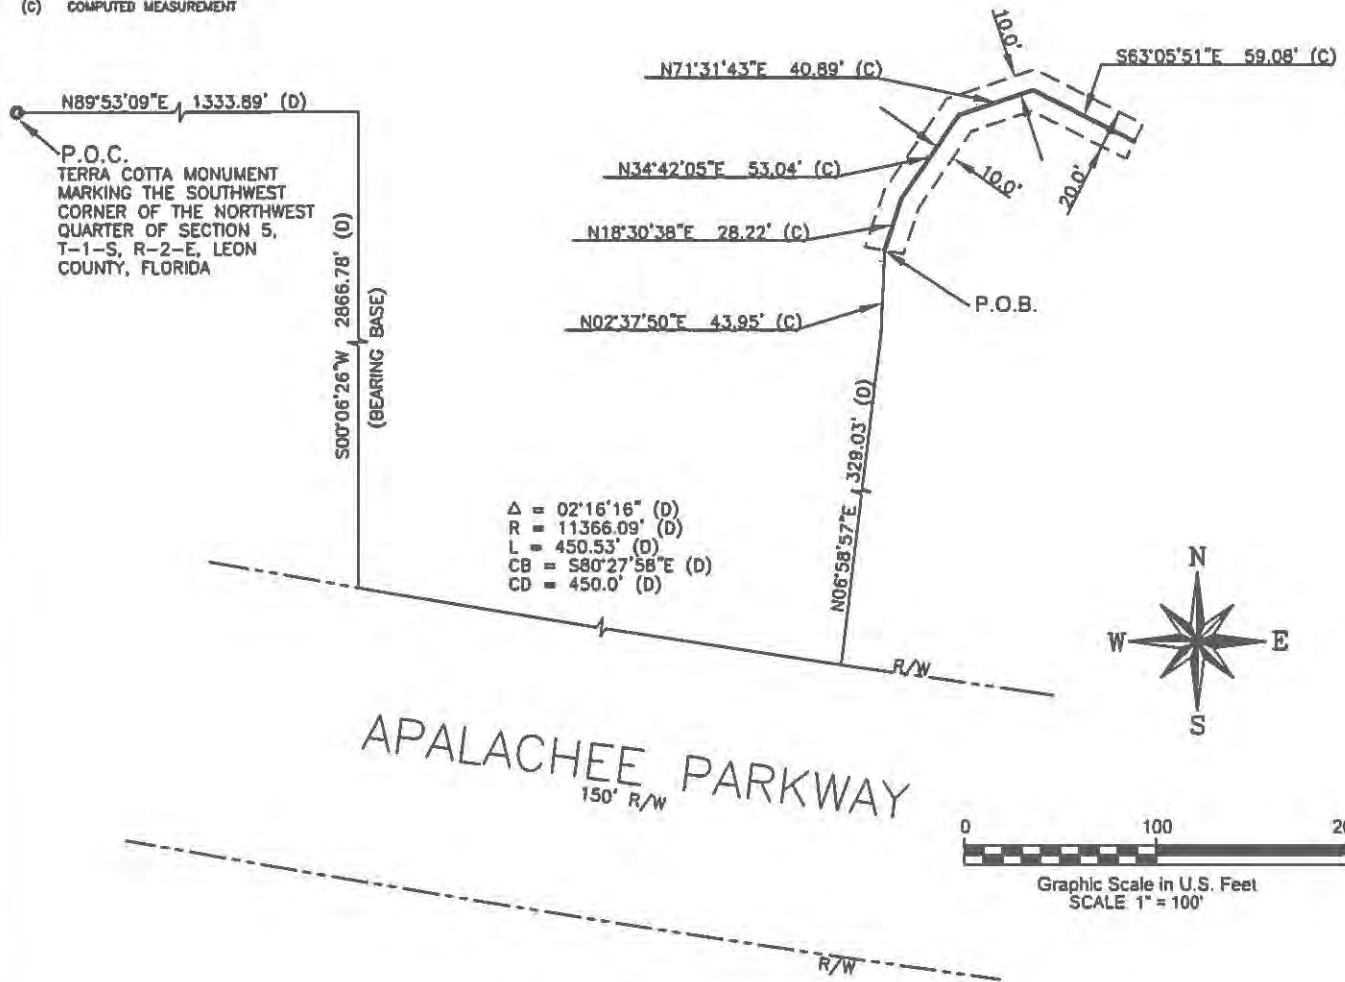 (C) COMPUTED MEASUREMENT
N89°53'09"E 1333.89' (D)
P.O.C.
TERRA COTTA MONUMENT
MARKING THE SOUTHWEST
CORNER OF THE NORTHWEST
QUARTER OF SECTION 5,
T-1-S, R-2-E, LEON
COUNTY, FLORIDA
S00°06'26"W 2866.78' (D)
(BEARING BASE)
N71°31'43"E 40.89' (C)
10.0'
S63°05'51"E 59.08' (C)
N34°42'05"E 53.04' (C)
10.0'
20.0'
N18°30'38"E 28.22' (C)
P.O.B.
N02°37'50"E 43.95' (C)
N06°58'57"E 329.03' (D)
Δ = 02°16'16" (D)
R = 11366.09' (D)
L = 450.53' (D)
CB = S80°27'58"E (D)
CD = 450.0' (D)
R/W
N
W E
S
APALACHEE PARKWAY
150' R/W
R/W
0 100 20
Graphic Scale in U.S. Feet
SCALE 1" = 100'